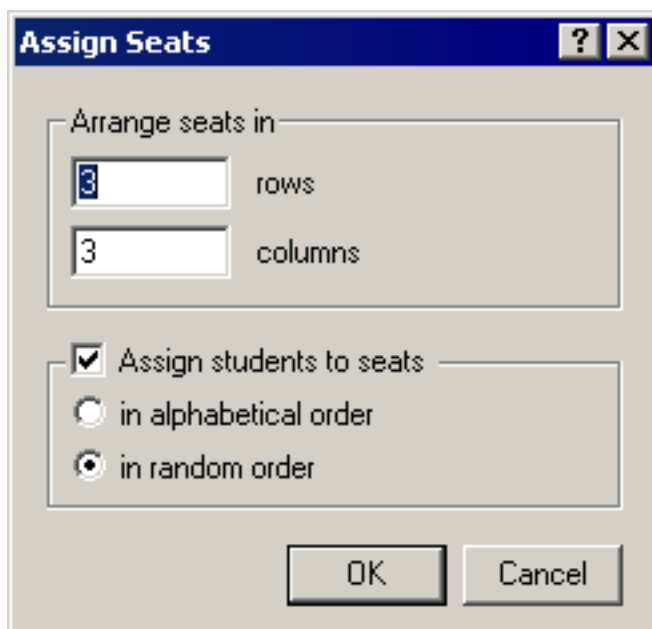 Assign Seats
Arrange seats in
3 rows
3 columns
Assign students to seats
in alphabetical order
in random order
OK Cancel